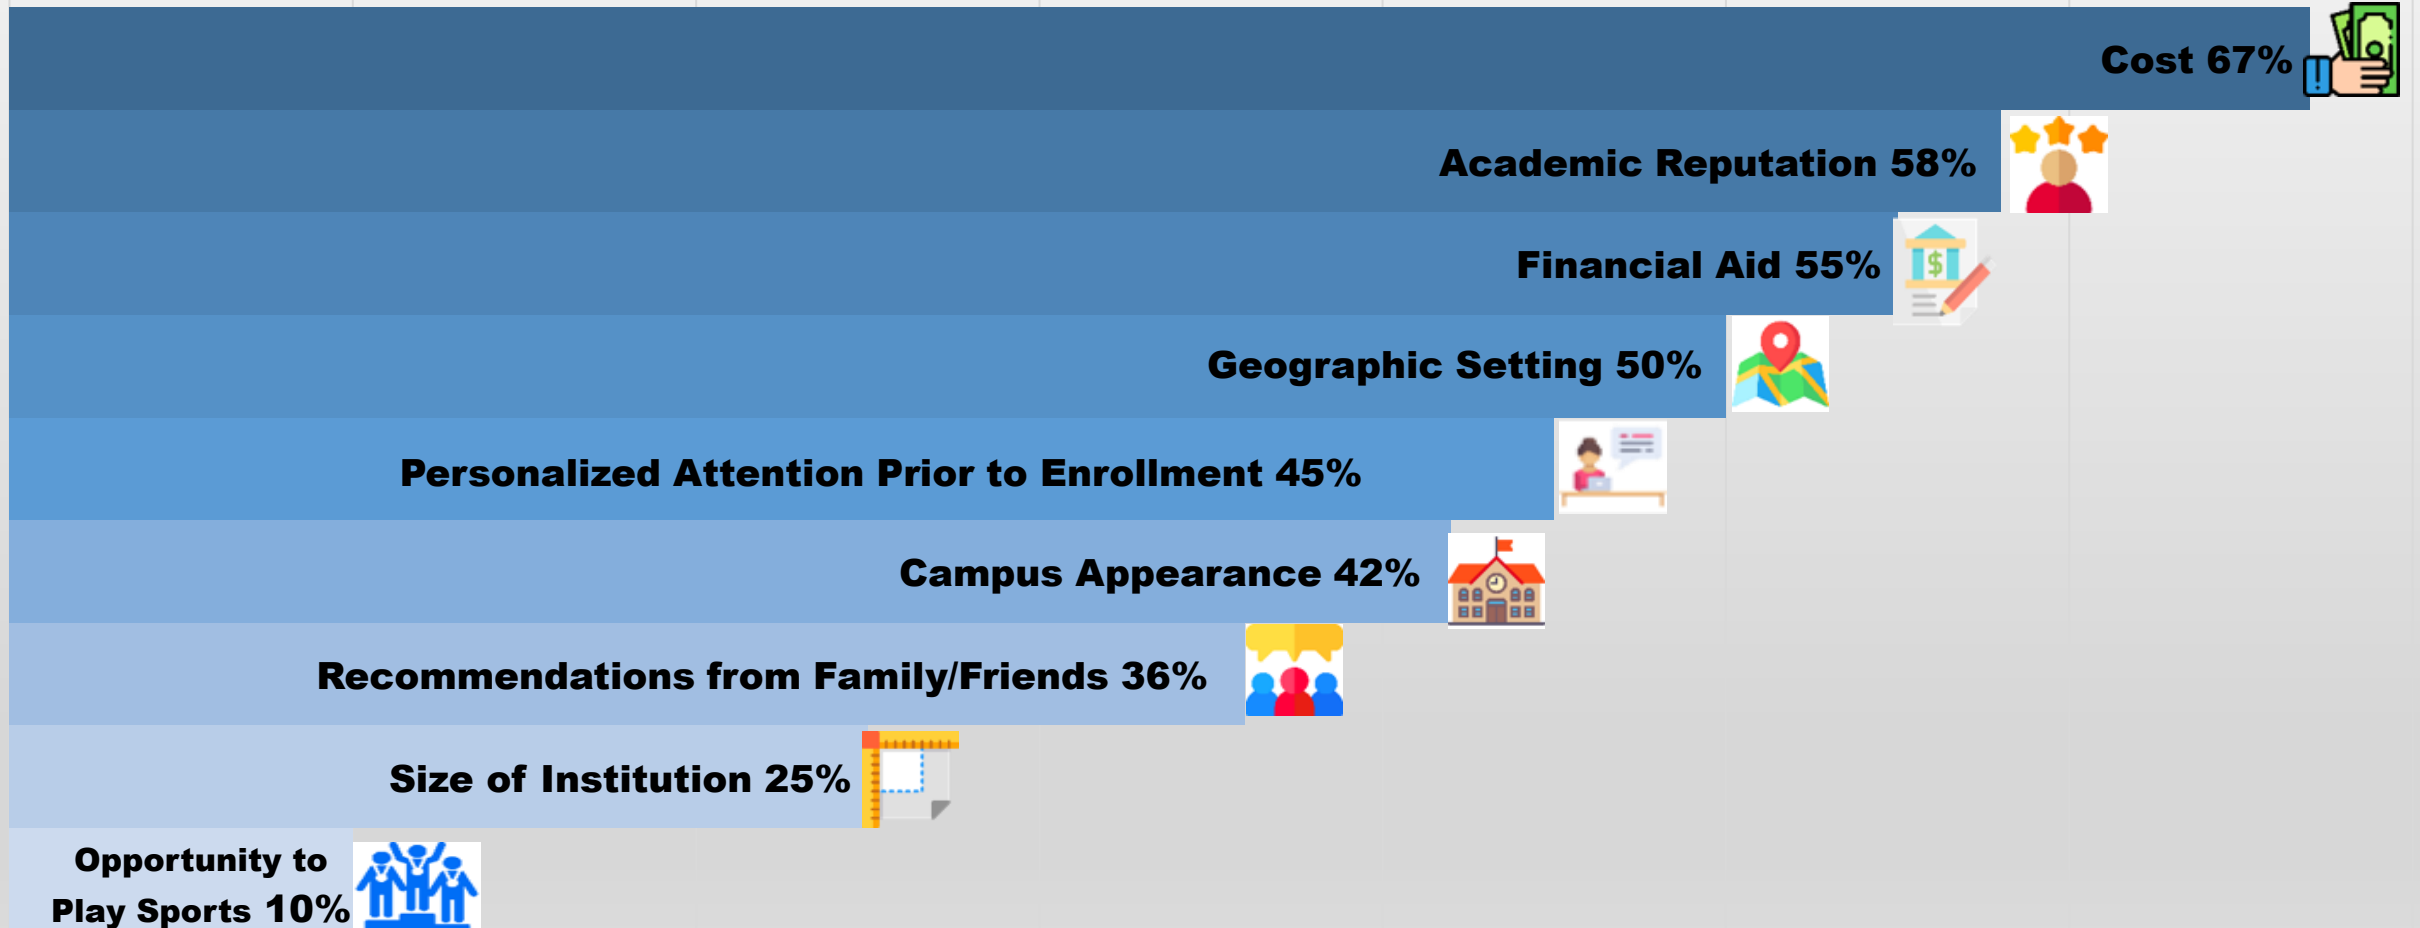 Cost 67%
Academic Reputation 58%
Financial Aid 55%
$
Geographic Setting 50%
Personalized Attention Prior to Enrollment 45%
Campus Appearance 42%
Recommendations from Family/Friends 36%
Size of Institution 25%
Opportunity to
Play Sports 10%